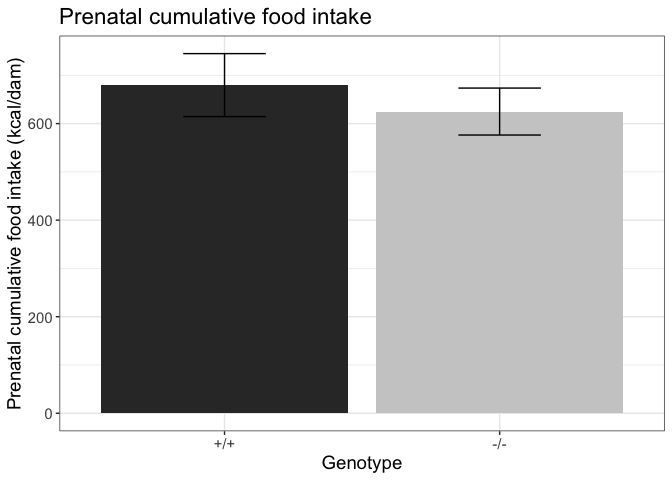 Prenatal cumulative food intake
Prenatal cumulative food intake (kcal/dam)
600
400
200
0
+/+
-/-
Genotype